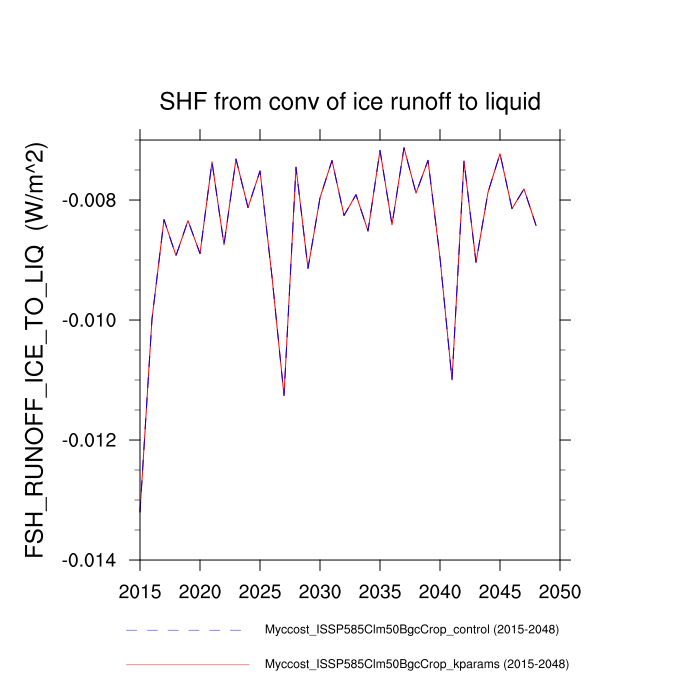 SHF from conv of ice runoff to liquid
FSH_RUNOFF_ICE_TO_LIQ (W/m^2)
-0.008
-0.010
-0.012
-0.014
2015 2020 2025 2030 2035 2040 2045 2050
Myccost_ISSP585Clm50BgcCrop_control (2015-2048)
Myccost_ISSP585Clm50BgcCrop_kparams (2015-2048)